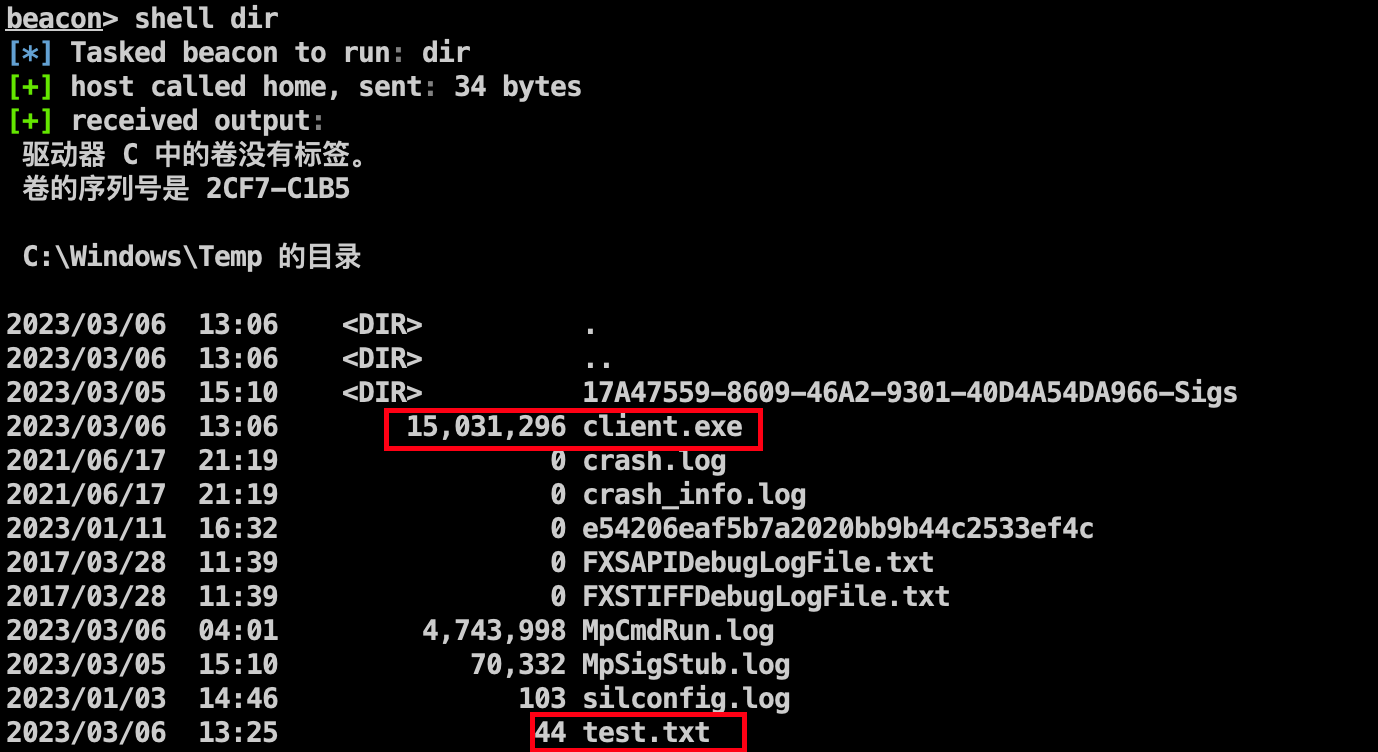 beacon> shell dir
[*] Tasked beacon to run: dir
[+] host called home, sent: 34 bytes
[+] received output:
驱动器 C 中的卷没有标签。
卷的序列号是 2CF7-C1B5
C:\Windows\Temp 的目录
2023/03/06  13:06    <DIR>          .
2023/03/06  13:06    <DIR>          ..
2023/03/05  15:10    <DIR>          17A47559-8609-46A2-9301-40D4A54DA966-Sigs
2023/03/06  13:06        15,031,296 client.exe
2021/06/17  21:19                 0 crash.log
2021/06/17  21:19                 0 crash_info.log
2023/01/11  16:32                 0 e54206eaf5b7a2020bb9b44c2533ef4c
2017/03/28  11:39                 0 FXSAPIDebugLogFile.txt
2017/03/28  11:39                 0 FXSTIFFDebugLogFile.txt
2023/03/06  04:01         4,743,998 MpCmdRun.log
2023/03/05  15:10            70,332 MpSigStub.log
2023/01/03  14:46               103 silconfig.log
2023/03/06  13:25                44 test.txt